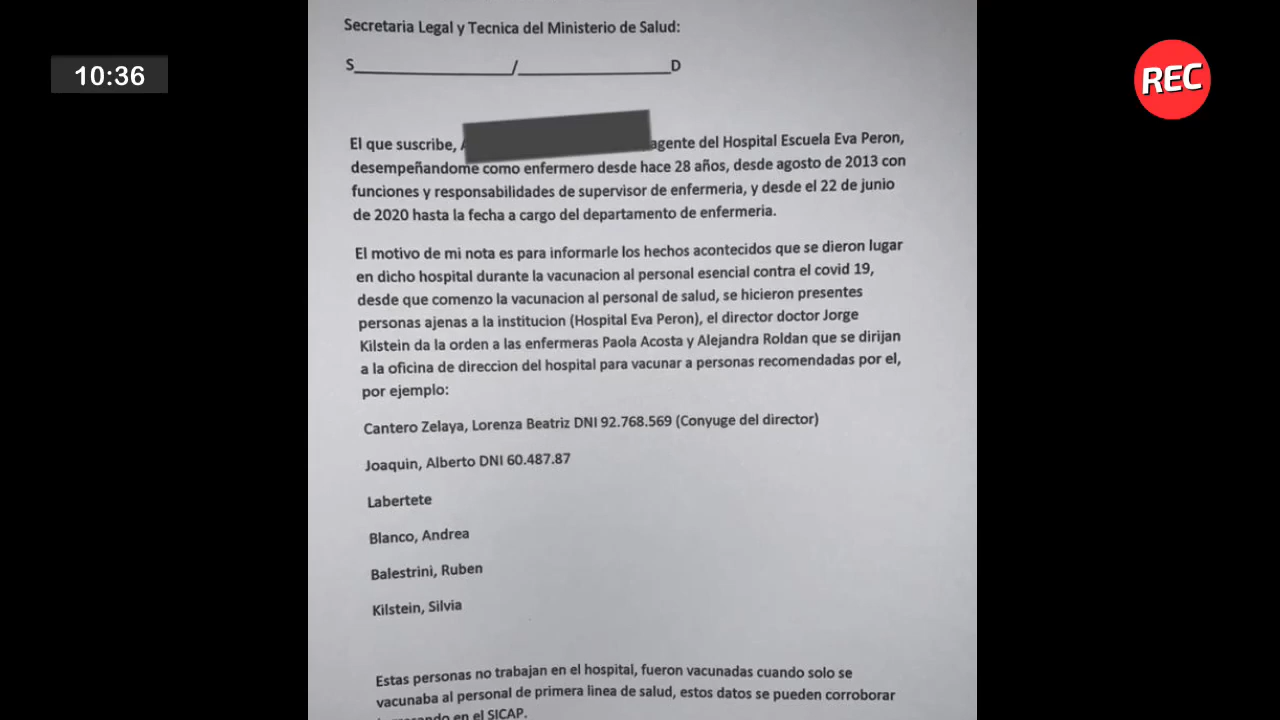 10:36
REC
Secretaria Legal y Tecnica del Ministerio de Salud:
S_______________/_________________D
El que suscribe, agente del Hospital Escuela Eva Peron,
desempeñandome como enfermero desde hace 28 años, desde agosto de 2013 con
funciones y responsabilidades de supervisor de enfermeria, y desde el 22 de junio
de 2020 hasta la fecha a cargo del departamento de enfermeria.
El motivo de mi nota es para informarle los hechos acontecidos que se dieron lugar
en dicho hospital durante la vacunacion al personal esencial contra el covid 19,
desde que comenzo la vacunacion al personal de salud, se hicieron presentes
personas ajenas a la institucion (Hospital Eva Peron), el director doctor Jorge
Kilstein da la orden a las enfermeras Paola Acosta y Alejandra Roldan que se dirijan
a la oficina de direccion del hospital para vacunar a personas recomendadas por el,
por ejemplo:
Cantero Zelaya, Lorenza Beatriz DNI 92.768.569 (Conyuge del director)
Joaquin, Alberto DNI 60.487.87
Labertete
Blanco, Andrea
Balestrini, Ruben
Kilstein, Silvia
Estas personas no trabajan en el hospital, fueron vacunadas cuando solo se
vacunaba al personal de primera linea de salud, estos datos se pueden corroborar
en el SICAP.